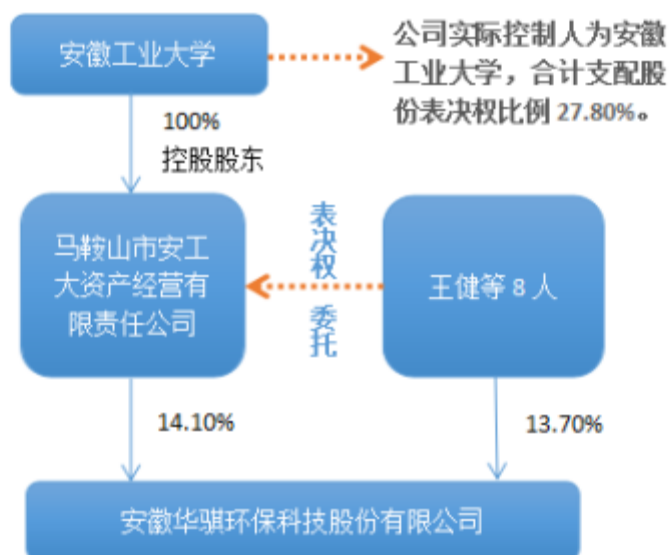 安徽工业大学
公司实际控制人为安徽
工业大学，合计支配股
份表决权比例 27.80%。
100%
控股股东
马鞍山市安工
大资产经营有
限责任公司
表决权 委托
王健等 8 人
14.10%
13.70%
安徽华骐环保科技股份有限公司